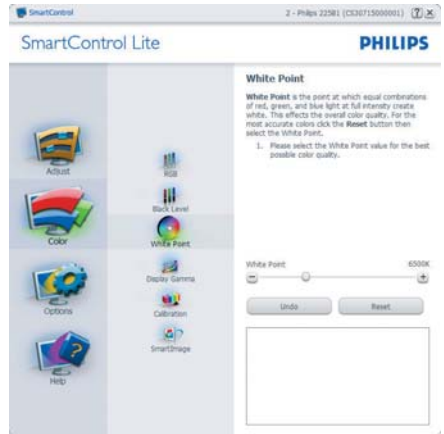 SmartControl
2 - Philips 225B1 (CS30715000001)
SmartControl Lite
PHILIPS
Adjust
Color
Options
Help
RGB
Black Level
White Point
Display Gamma
Calibration
SmartImage
White Point
White Point is the point at which equal combinations
of red, green, and blue light at full intensity create
white. This effects the overall color quality. For the
most accurate colors click the Reset button then
select the White Point.
1. Please select the White Point value for the best
possible color quality.
White Point
6500K
Undo
Reset